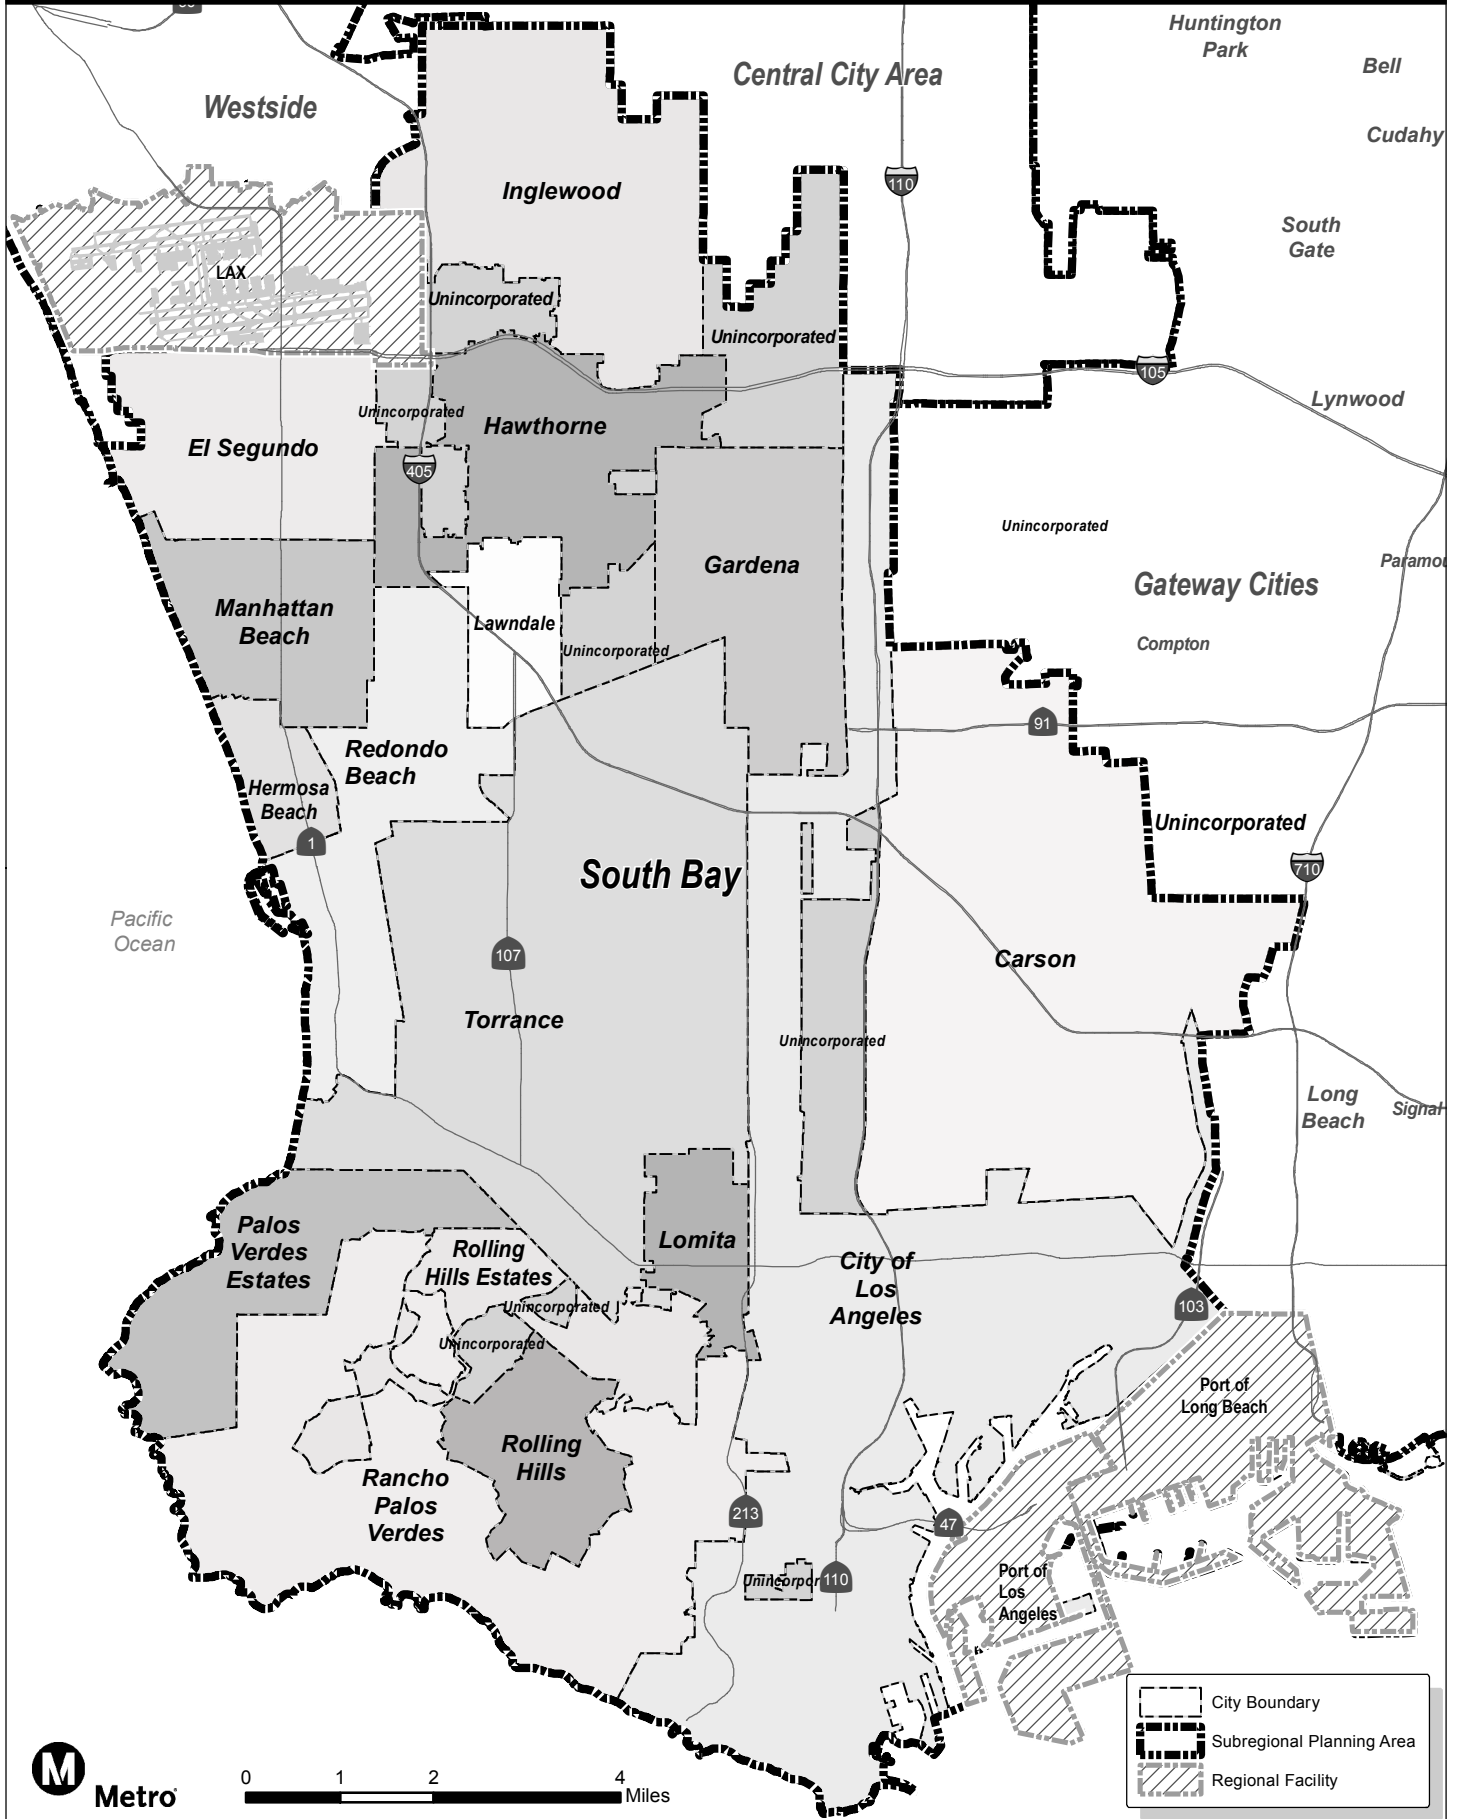 Huntington
Park
Bell
Central City Area
Westside
Cudahy
110
Inglewood
South
Gate
LAX
Unincorporated
Unincorporated
105
Lynwood
Unincorporated
Hawthorne
El Segundo
405
Unincorporated
Gardena
Paramou
Gateway Cities
Manhattan
Beach
Lawndale
Compton
Unincorporated
91
Redondo
Beach
Hermosa
Beach
Unincorporated
1
710
South Bay
Pacific
Ocean
107
Carson
Torrance
Unincorporated
Long
Beach
Signal
Palos
Verdes
Estates
Lomita
Rolling
Hills Estates
City of
Los
Angeles
Unincorporated
103
Unincorporated
Port of
Long Beach
Rolling
Hills
Rancho
Palos
Verdes
213
47
Unincorpor
110
Port of
Los
Angeles
City Boundary
Subregional Planning Area
Regional Facility
M
Metro
0 1 2 4
Miles